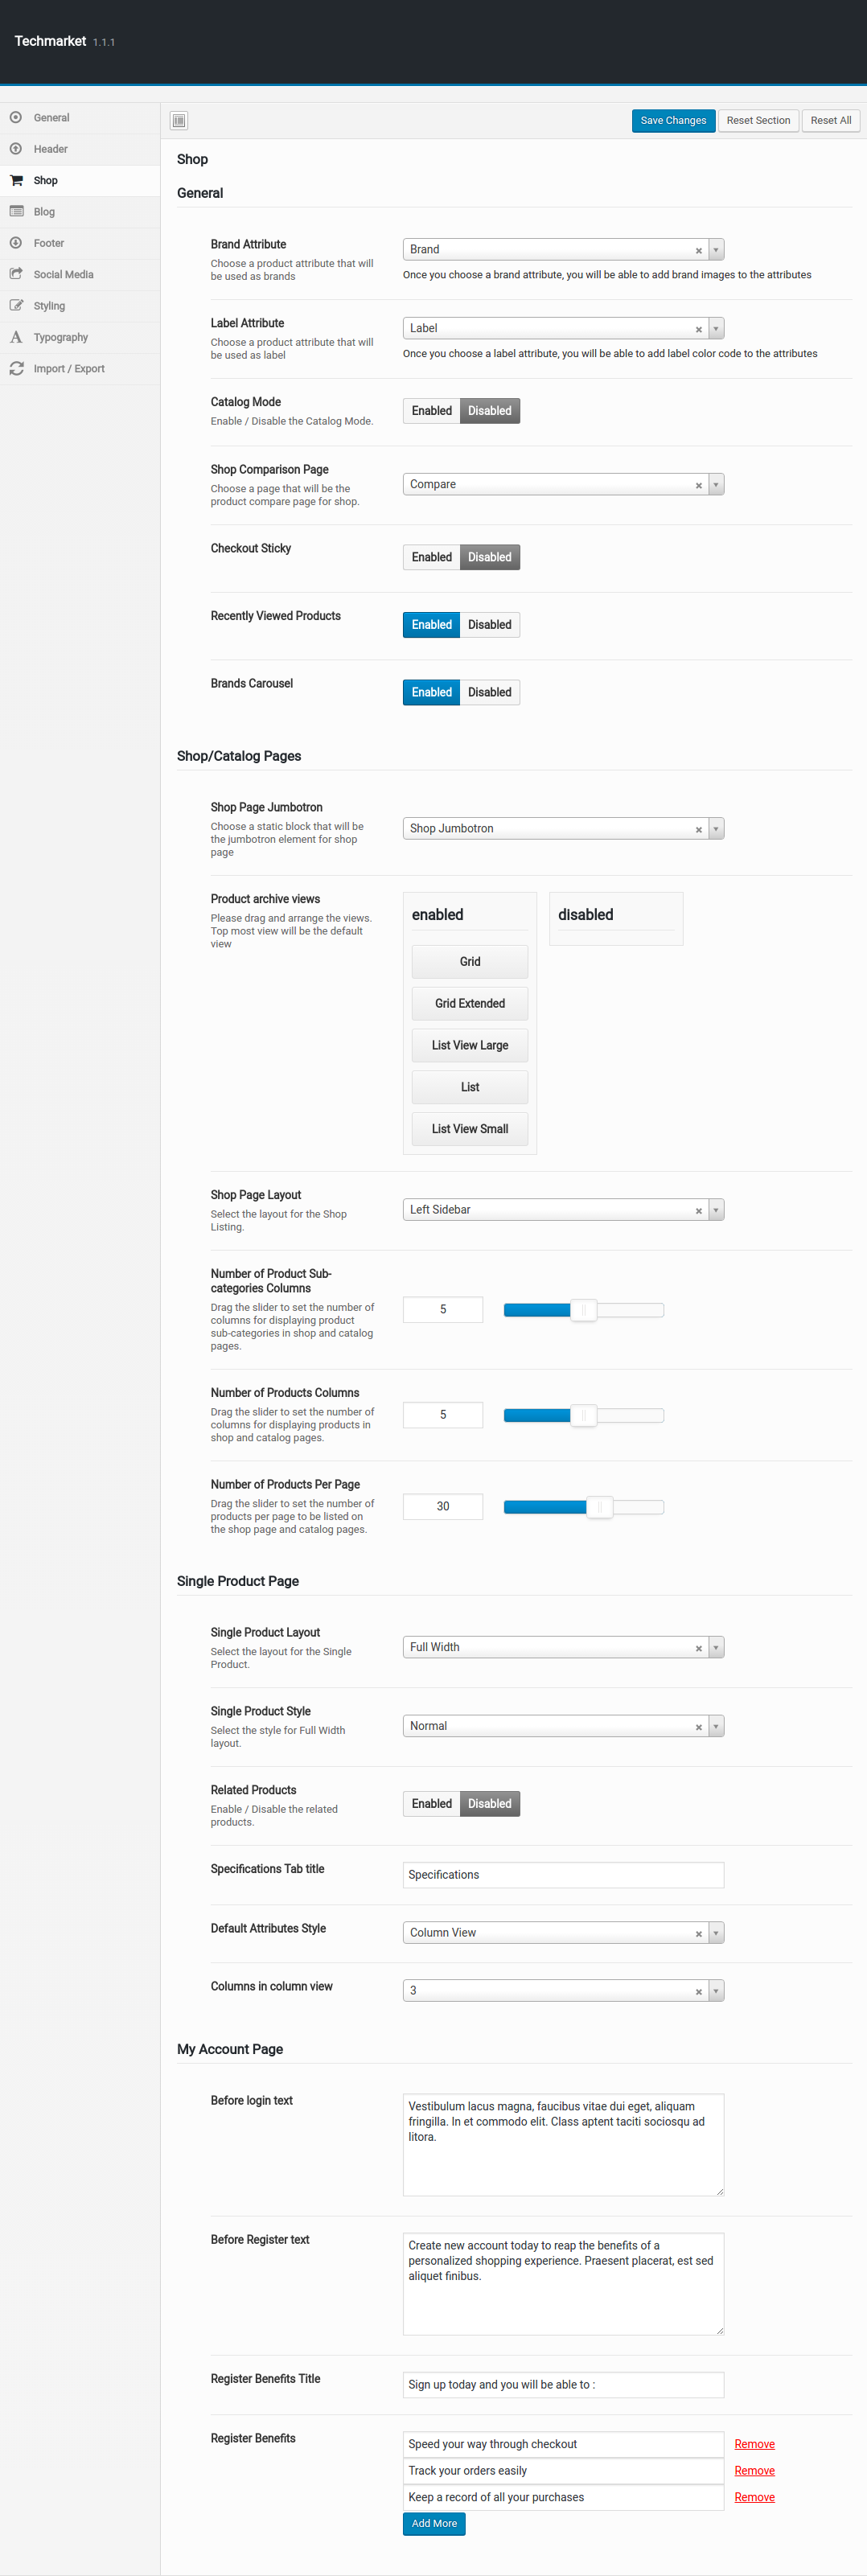 Techmarket 1.1.1
General
Header
Shop
Blog
Footer
Social Media
Styling
Typography
Import / Export
Save Changes Reset Section Reset All
Shop
General
Brand Attribute
Choose a product attribute that will
be used as brands
Brand
Once you choose a brand attribute, you will be able to add brand images to the attributes
Label Attribute
Choose a product attribute that will
be used as label
Label
Once you choose a label attribute, you will be able to add label color code to the attributes
Catalog Mode
Enable / Disable the Catalog Mode.
Enabled Disabled
Shop Comparison Page
Choose a page that will be the
product compare page for shop.
Compare
Checkout Sticky
Enabled Disabled
Recently Viewed Products
Enabled Disabled
Brands Carousel
Enabled Disabled
Shop/Catalog Pages
Shop Page Jumbotron
Choose a static block that will be
the jumbotron element for shop
page
Shop Jumbotron
Product archive views
Please drag and arrange the views.
Top most view will be the default
view
enabled
Grid
Grid Extended
List View Large
List
List View Small
disabled
Shop Page Layout
Select the layout for the Shop
Listing.
Left Sidebar
Number of Product Sub-
categories Columns
Drag the slider to set the number of
columns for displaying product
sub-categories in shop and catalog
pages.
5
Number of Products Columns
Drag the slider to set the number of
columns for displaying products in
shop and catalog pages.
5
Number of Products Per Page
Drag the slider to set the number of
products per page to be listed on
the shop page and catalog pages.
30
Single Product Page
Single Product Layout
Select the layout for the Single
Product.
Full Width
Single Product Style
Select the style for Full Width
layout.
Normal
Related Products
Enable / Disable the related
products.
Enabled Disabled
Specifications Tab title
Specifications
Default Attributes Style
Column View
Columns in column view
3
My Account Page
Before login text
Vestibulum lacus magna, faucibus vitae dui eget, aliquam
fringilla. In et commodo elit. Class aptent taciti sociosqu ad
litora.
Before Register text
Create new account today to reap the benefits of a
personalized shopping experience. Praesent placerat, est sed
aliquet finibus.
Register Benefits Title
Sign up today and you will be able to :
Register Benefits
Speed your way through checkout Remove
Track your orders easily Remove
Keep a record of all your purchases Remove
Add More